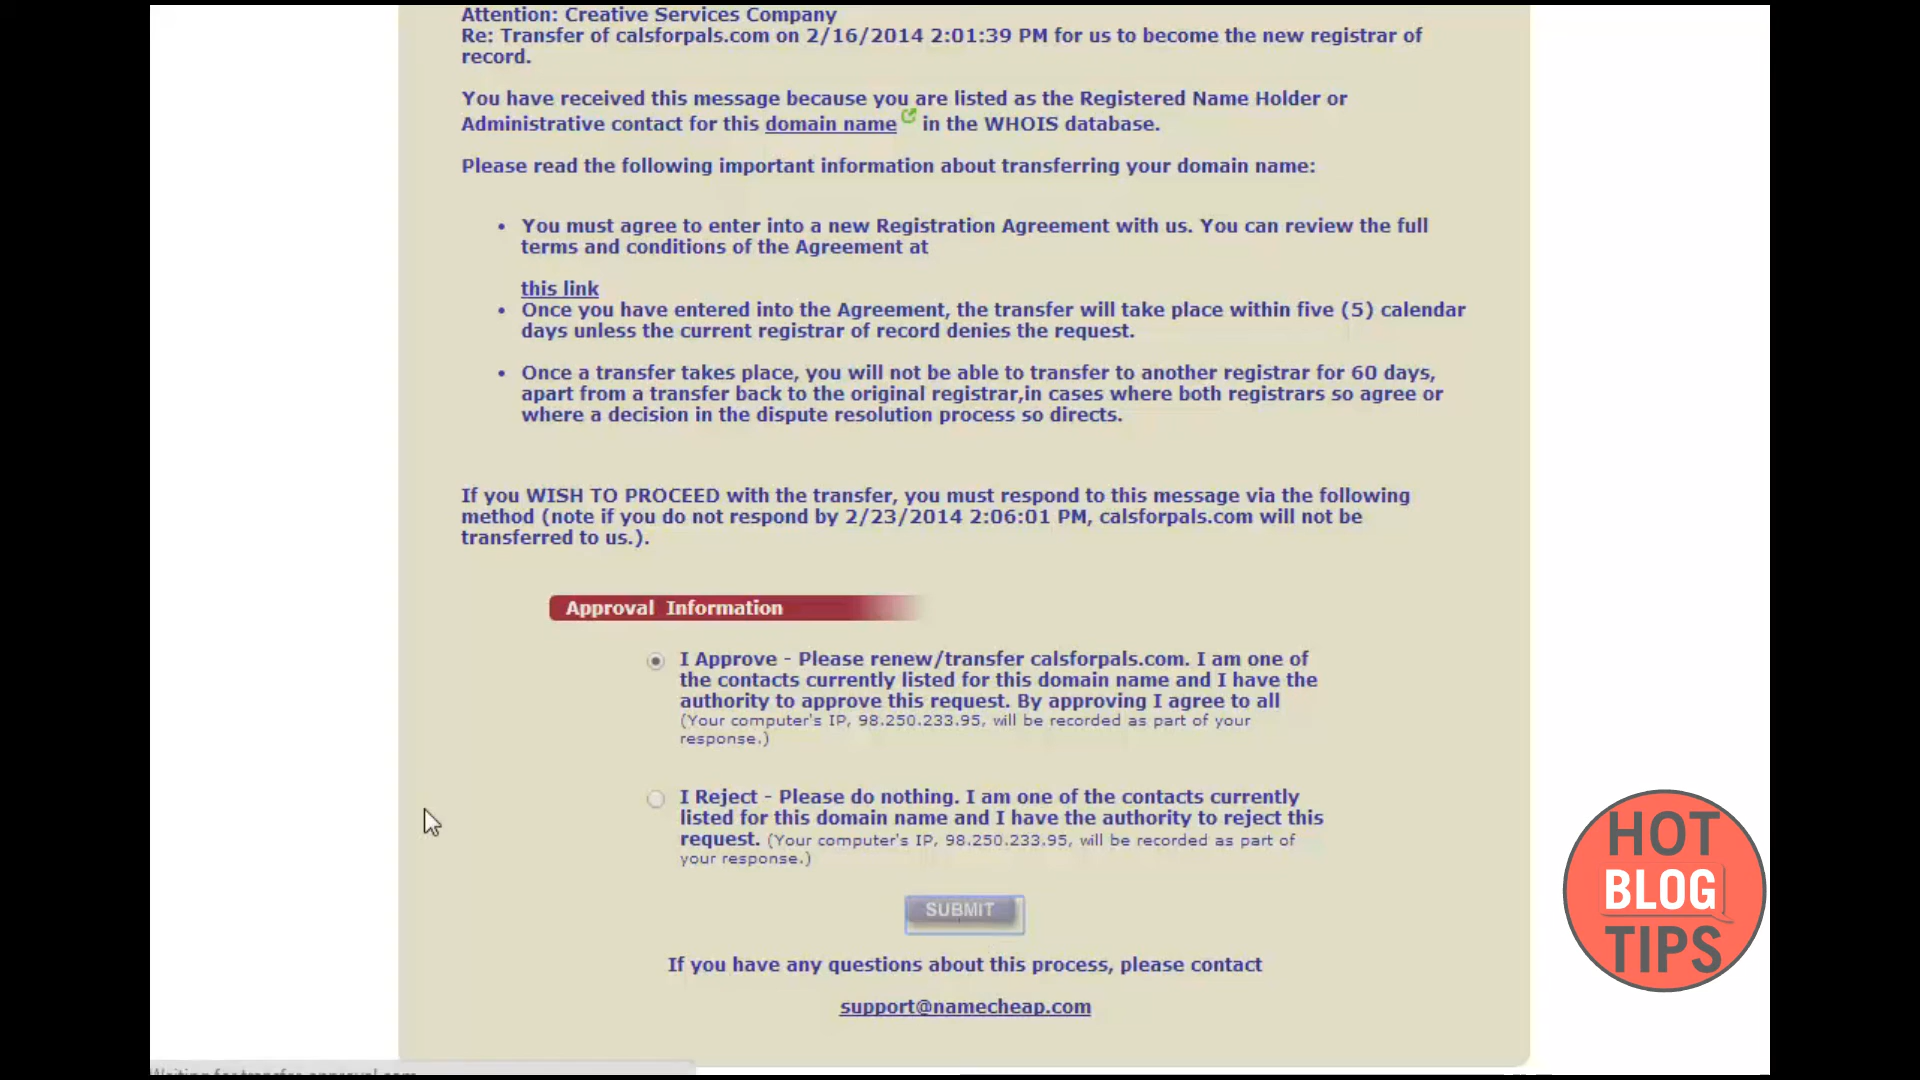 Attention: Creative Services Company
Re: Transfer of calsforpals.com on 2/16/2014 2:01:39 PM for us to become the new registrar of
record.
You have received this message because you are listed as the Registered Name Holder or
Administrative contact for this domain name in the WHOIS database.
Please read the following important information about transferring your domain name:
• You must agree to enter into a new Registration Agreement with us. You can review the full
terms and conditions of the Agreement at
this link
• Once you have entered into the Agreement, the transfer will take place within five (5) calendar
days unless the current registrar of record denies the request.
• Once a transfer takes place, you will not be able to transfer to another registrar for 60 days,
apart from a transfer back to the original registrar,in cases where both registrars so agree or
where a decision in the dispute resolution process so directs.
If you WISH TO PROCEED with the transfer, you must respond to this message via the following
method (note if you do not respond by 2/23/2014 2:06:01 PM, calsforpals.com will not be
transferred to us.).
Approval Information
I Approve - Please renew/transfer calsforpals.com. I am one of
the contacts currently listed for this domain name and I have the
authority to approve this request. By approving I agree to all
(Your computer's IP, 98.250.233.95, will be recorded as part of your
response.)
I Reject - Please do nothing. I am one of the contacts currently
listed for this domain name and I have the authority to reject this
request. (Your computer's IP, 98.250.233.95, will be recorded as part of
your response.)
SUBMIT
If you have any questions about this process, please contact
support@namecheap.com
HOT
BLOG
TIPS